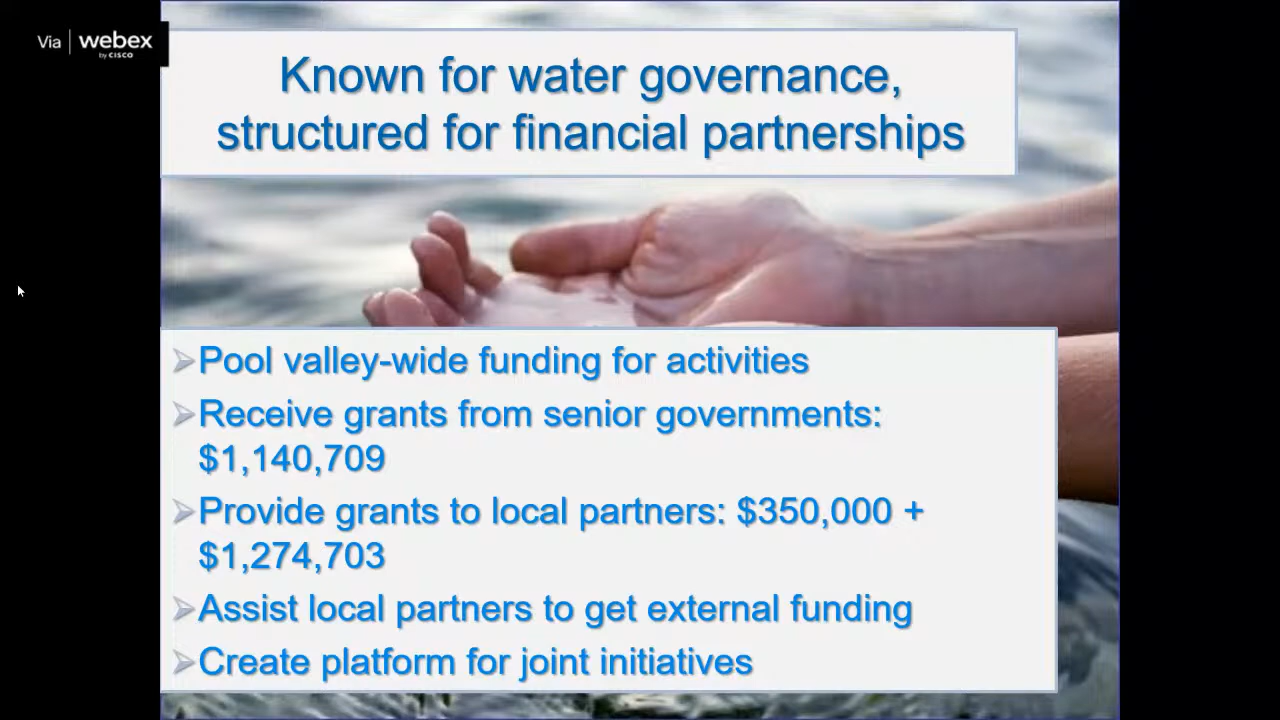 Via webex
by CISCO
Known for water governance,
structured for financial partnerships
Pool valley-wide funding for activities
Receive grants from senior governments:
$1,140,709
Provide grants to local partners: $350,000 +
$1,274,703
Assist local partners to get external funding
Create platform for joint initiatives